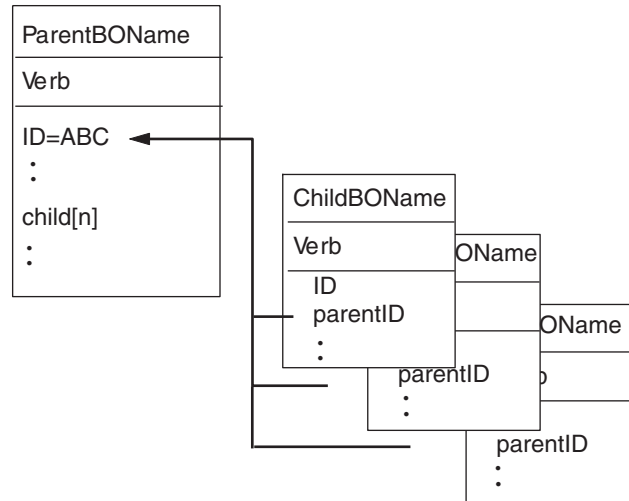 ParentBOName
Verb
ID=ABC
:
child[n]
:
ChildBOName
Verb
ID
parentID
:
OName
parentID
:
OName
parentID
: